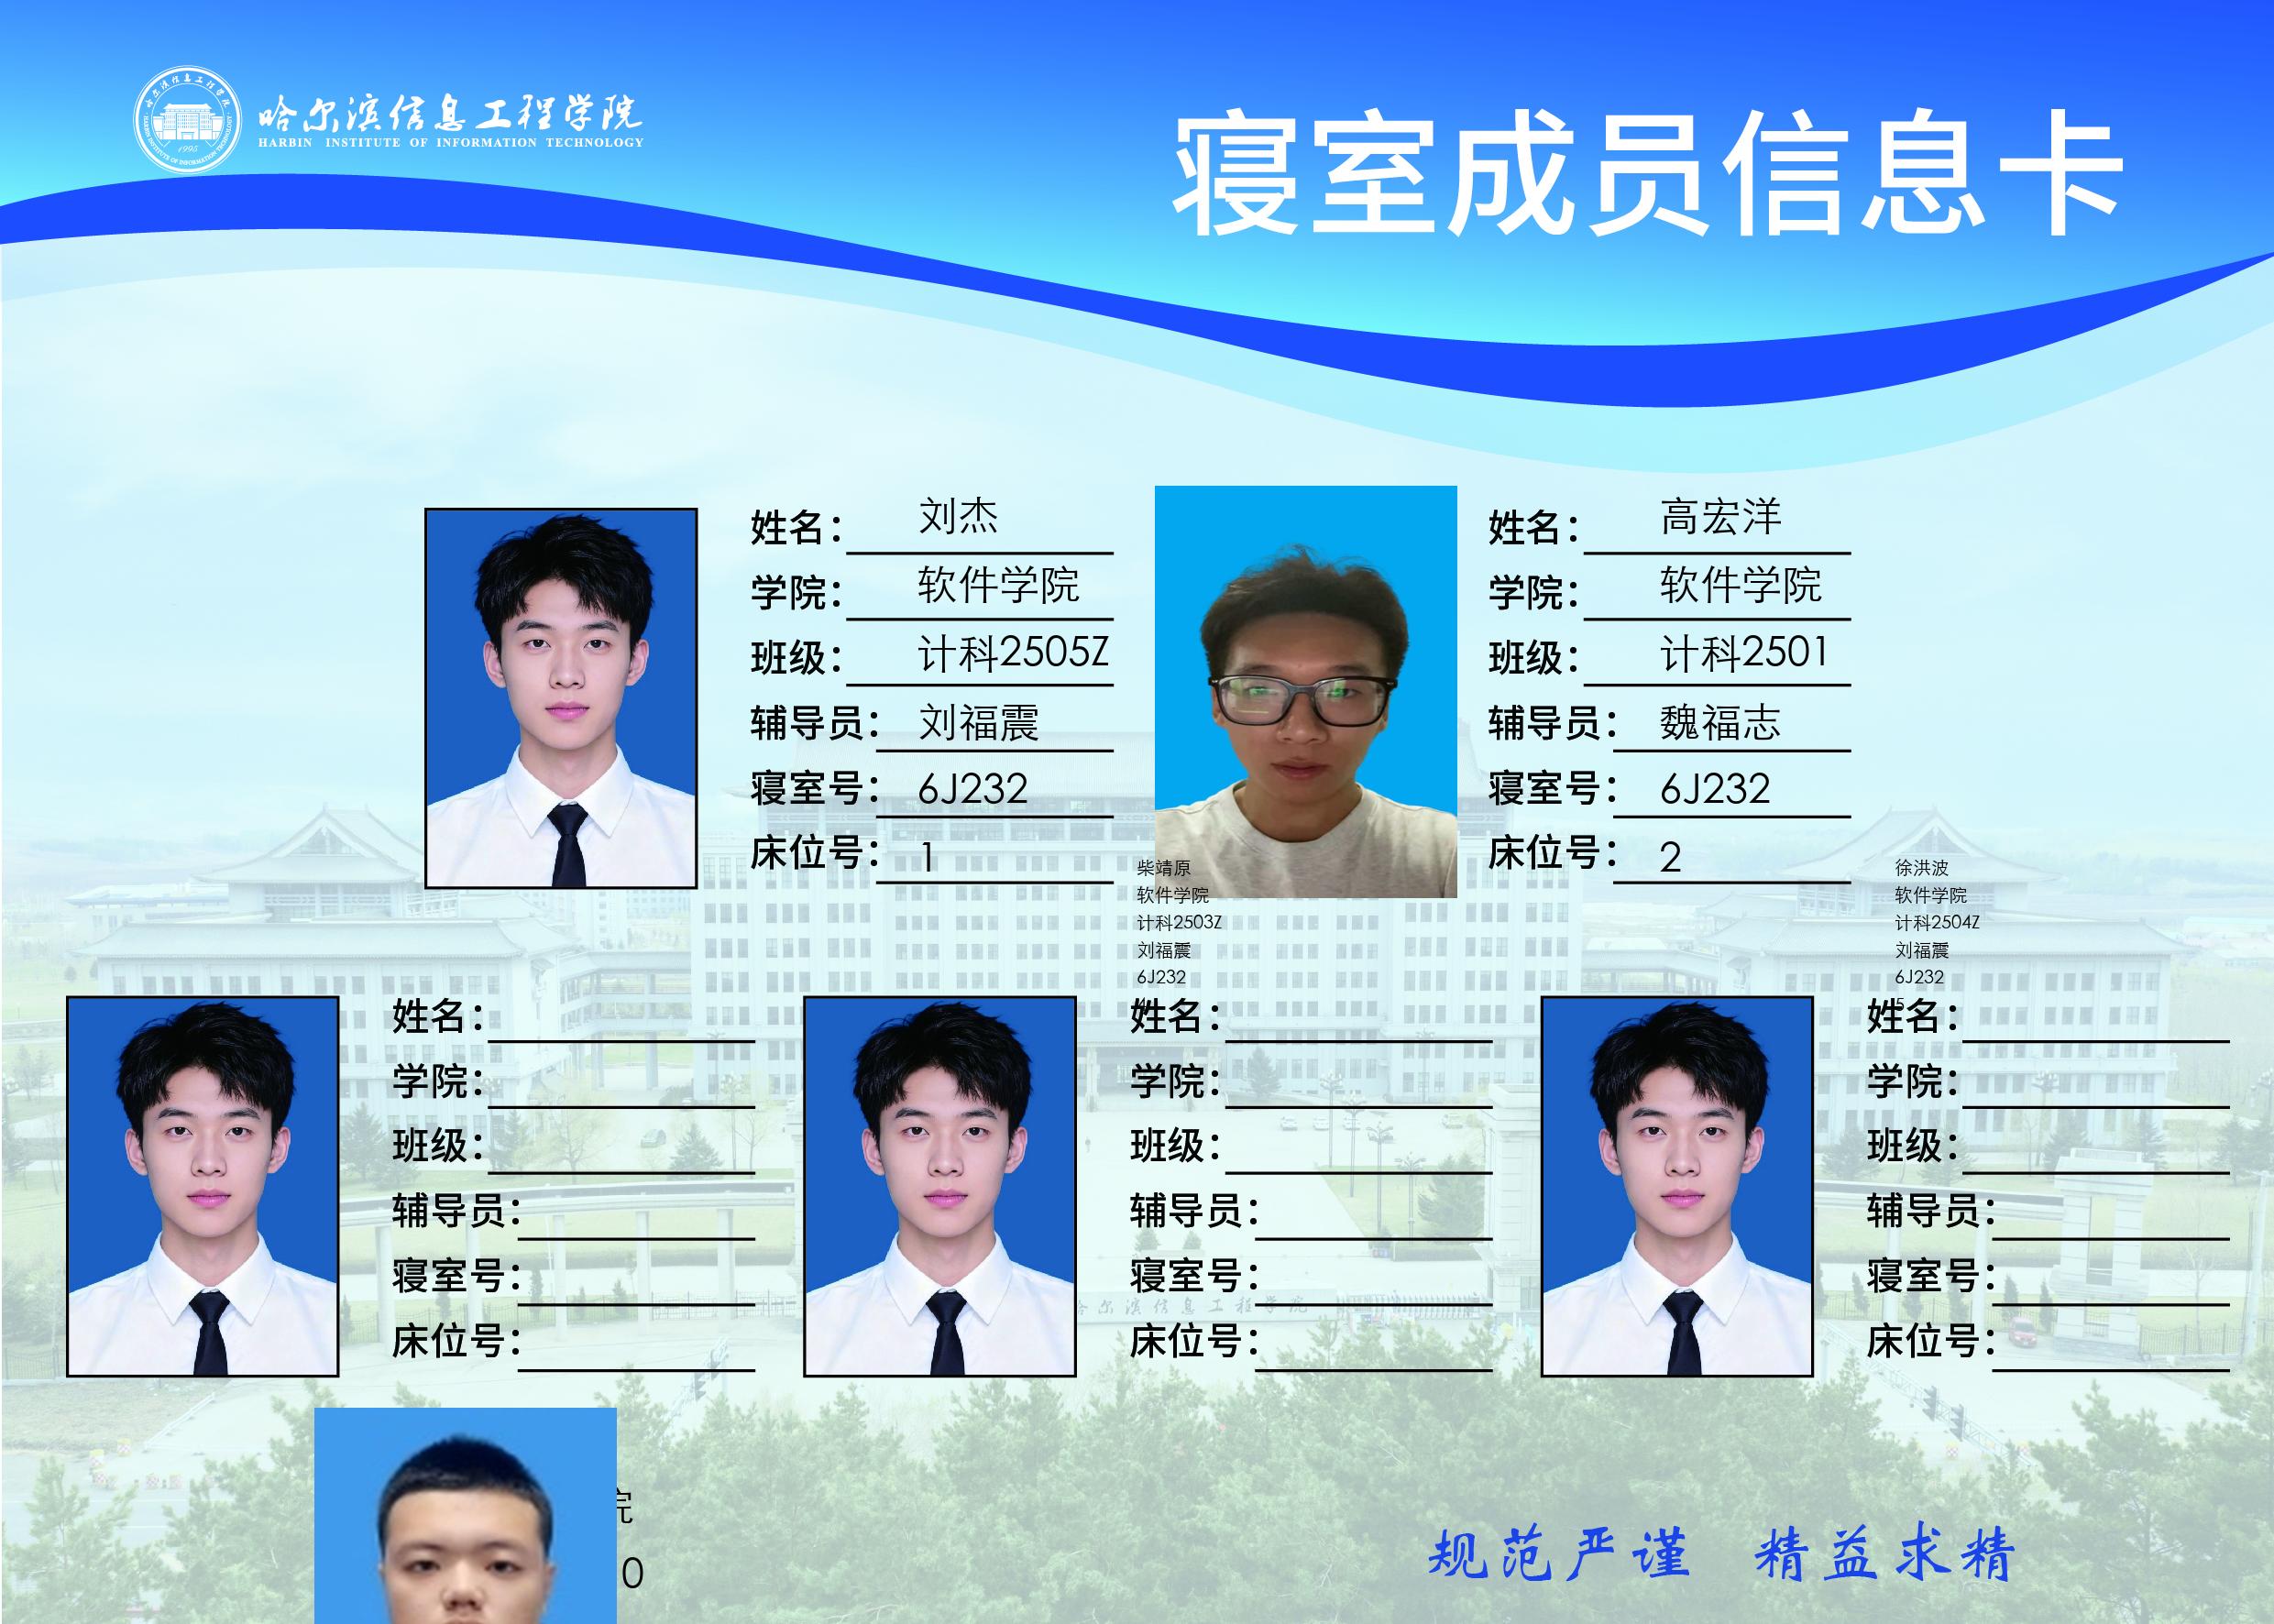 哈尔滨信息工程学院
HARBIN INSTITUTE OF INFORMATION TECHNOLOGY
1995
寝室成员信息卡
姓名：刘杰
学院：软件学院
班级：计科2505Z
辅导员：刘福震
寝室号：6J232
床位号：1
姓名：高宏洋
学院：软件学院
班级：计科2501
辅导员：魏福志
寝室号：6J232
床位号：2
柴靖原
软件学院
计科2503Z
刘福震
6J232
徐洪波
软件学院
计科2504Z
刘福震
6J232
5
姓名：
学院：
班级：
辅导员：
寝室号：
床位号：
姓名：
学院：
班级：
辅导员：
寝室号：
床位号：
姓名：
学院：
班级：
辅导员：
寝室号：
床位号：
哈尔滨信息工程学院
院
0
规范严谨 精益求精